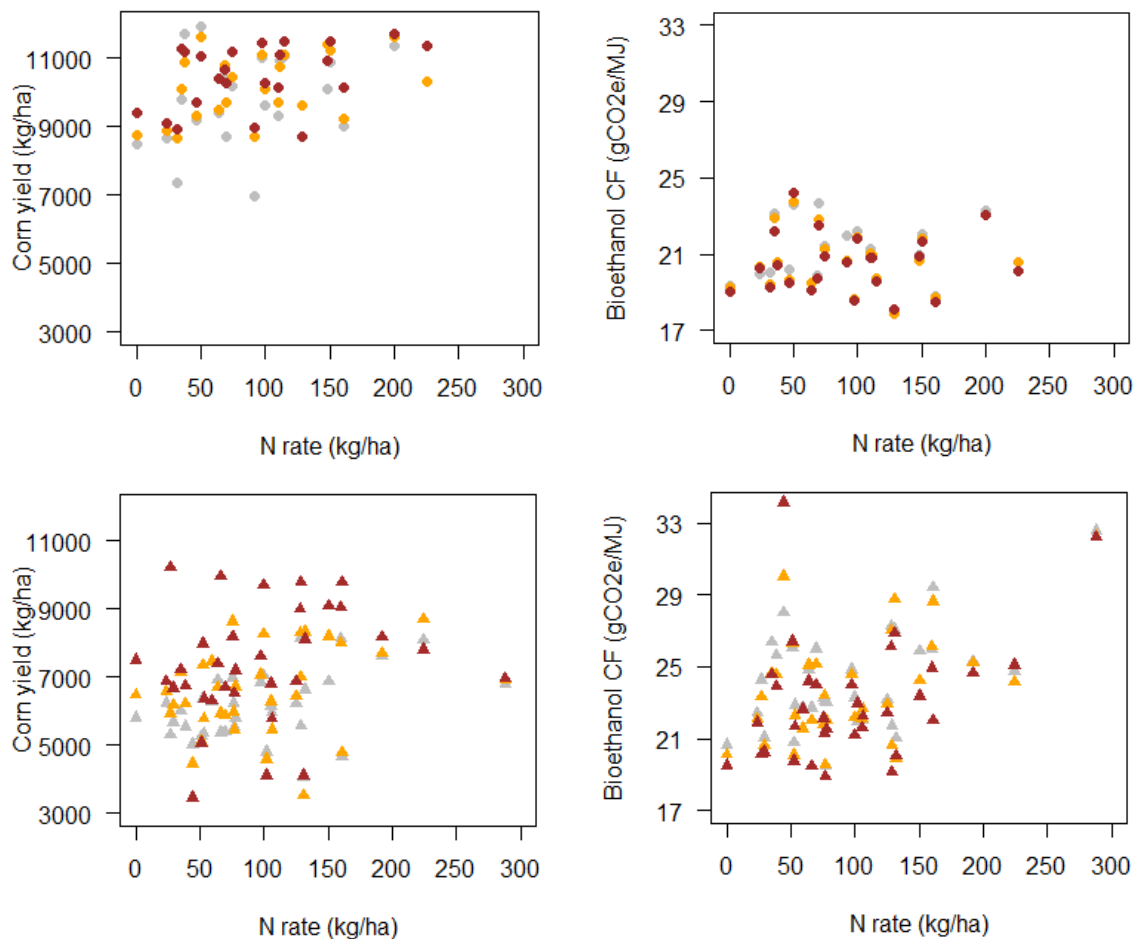 Corn yield (kg/ha)
11000
9000
7000
5000
3000
0 50 100 150 200 250 300
N rate (kg/ha)
Bioethanol CF (gCO2e/MJ)
33
29
25
21
17
0 50 100 150 200 250 300
N rate (kg/ha)
Corn yield (kg/ha)
11000
9000
7000
5000
3000
0 50 100 150 200 250 300
N rate (kg/ha)
Bioethanol CF (gCO2e/MJ)
33
29
25
21
17
0 50 100 150 200 250 300
N rate (kg/ha)